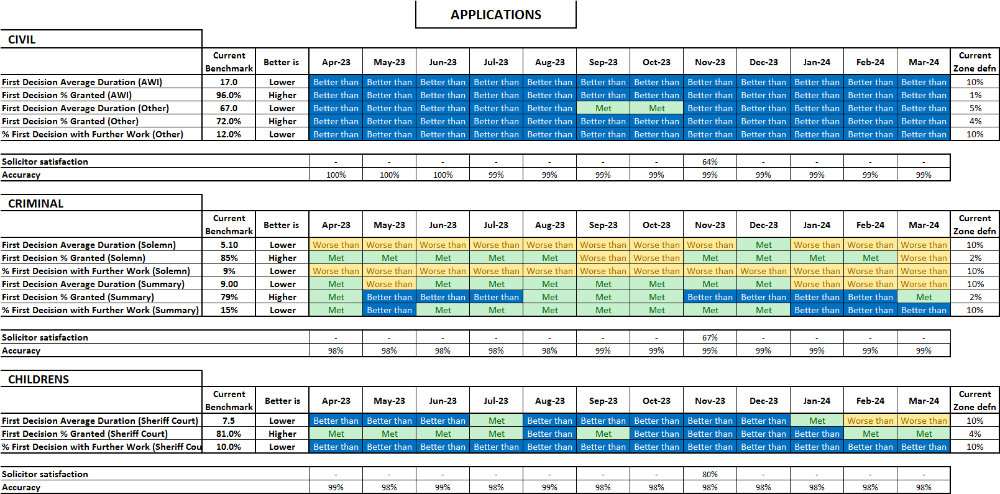 APPLICATIONS
CIVIL
Current Benchmark Better is Apr-23 May-23 Jun-23 Jul-23 Aug-23 Sep-23 Oct-23 Nov-23 Dec-23 Jan-24 Feb-24 Mar-24 Current Zone defn
First Decision Average Duration (AWI) 17.0 Lower Better than Better than Better than Better than Better than Better than Better than Better than Better than Better than Better than Better than 10%
First Decision % Granted (AWI) 96.0% Higher Better than Better than Better than Better than Better than Better than Better than Better than Better than Better than Better than Better than 1%
First Decision Average Duration (Other) 67.0 Lower Better than Better than Better than Better than Better than Met Met Better than Better than Better than Better than Better than 5%
First Decision % Granted (Other) 72.0% Higher Better than Better than Better than Better than Better than Better than Better than Better than Better than Better than Better than Better than 4%
% First Decision with Further Work (Other) 12.0% Lower Better than Better than Better than Better than Better than Better than Better than Better than Better than Better than Better than Better than 10%
Solicitor satisfaction - - - - - - - 64% - - - -
Accuracy 100% 100% 100% 99% 99% 99% 99% 99% 99% 99% 99% 99%
CRIMINAL
Current Benchmark Better is Apr-23 May-23 Jun-23 Jul-23 Aug-23 Sep-23 Oct-23 Nov-23 Dec-23 Jan-24 Feb-24 Mar-24 Current Zone defn
First Decision Average Duration (Solemn) 5.10 Lower Worse than Worse than Worse than Worse than Worse than Worse than Worse than Worse than Met Worse than Worse than Worse than 10%
First Decision % Granted (Solemn) 85% Higher Met Met Met Met Met Worse than Worse than Met Met Met Met Worse than 2%
% First Decision with Further Work (Solemn) 9% Lower Worse than Worse than Worse than Worse than Worse than Worse than Worse than Worse than Worse than Worse than Worse than Worse than 10%
First Decision Average Duration (Summary) 9.00 Lower Met Worse than Met Met Met Met Met Met Met Worse than Worse than Worse than 10%
First Decision % Granted (Summary) 79% Higher Met Better than Better than Better than Met Met Met Better than Better than Better than Better than Met 2%
% First Decision with Further Work (Summary) 15% Lower Met Better than Met Met Met Met Met Met Met Better than Better than Better than 10%
Solicitor satisfaction - - - - - - - 67% - - - -
Accuracy 98% 98% 98% 98% 98% 99% 99% 99% 99% 99% 99% 99%
CHILDRENS
Current Benchmark Better is Apr-23 May-23 Jun-23 Jul-23 Aug-23 Sep-23 Oct-23 Nov-23 Dec-23 Jan-24 Feb-24 Mar-24 Current Zone defn
First Decision Average Duration (Sheriff Court) 7.5 Lower Better than Better than Better than Met Better than Better than Better than Better than Better than Met Worse than Worse than 10%
First Decision % Granted (Sheriff Court) 81.0% Higher Met Met Met Met Better than Met Better than Better than Better than Better than Met Met 4%
% First Decision with Further Work (Sheriff Cou 10.0% Lower Better than Better than Better than Better than Better than Better than Better than Better than Better than Better than Better than Better than 10%
Solicitor satisfaction - - - - - - - 80% - - - -
Accuracy 99% 98% 99% 98% 99% 98% 98% 98% 98% 98% 98% 98%